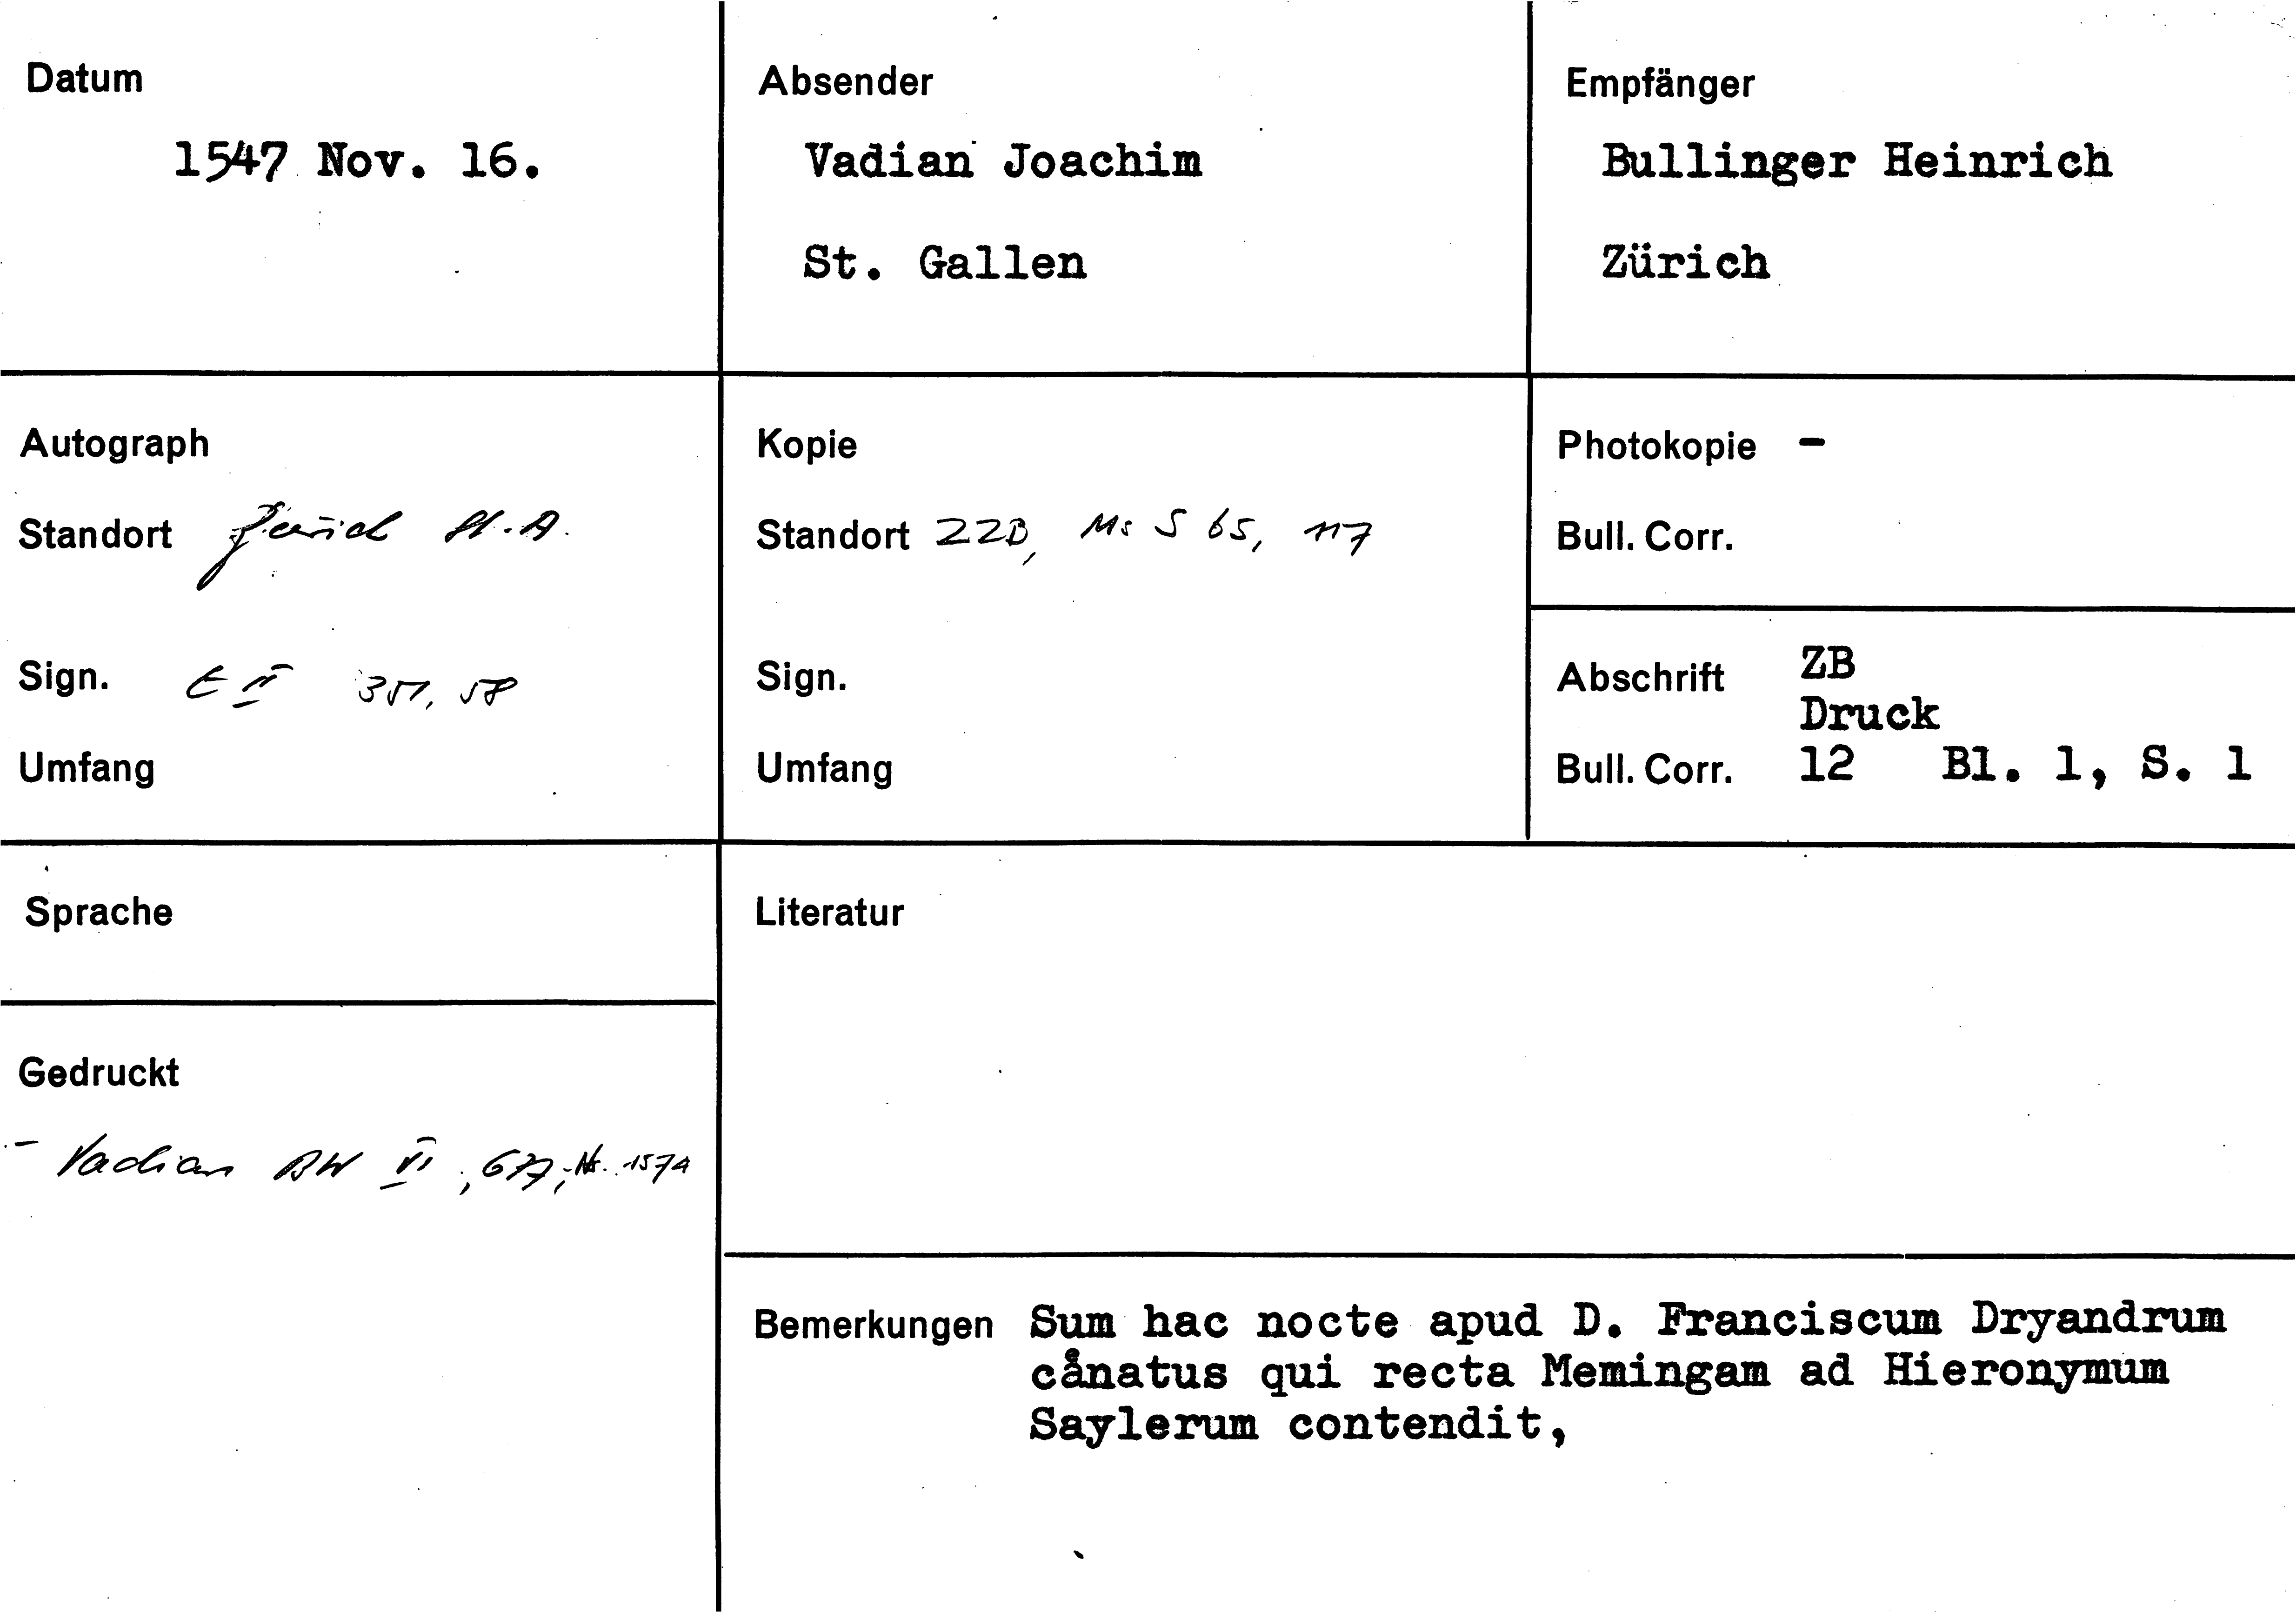 Datum
1547 Nov. 16.
Absender
Vadian Joachim
St. Gallen
Empfänger
Bullinger Heinrich
Zürich
Autograph
Standort Zürich St. A.
Sign. E II 351, 58
Umfang
Kopie
Standort ZZB, Ms S 65, 117
Sign.
Umfang
Photokopie -
Bull. Corr.
Abschrift ZB
Druck
Bull. Corr. 12 Bl. 1, S. 1
Sprache
Gedruckt
- Vadian BW VI, 677, Nr. 1574
Literatur
Bemerkungen Sum hac nocte apud D. Franciscum Dryandrum
cånatus qui recta Memingam ad Hieronymum
Saylerum contendit,